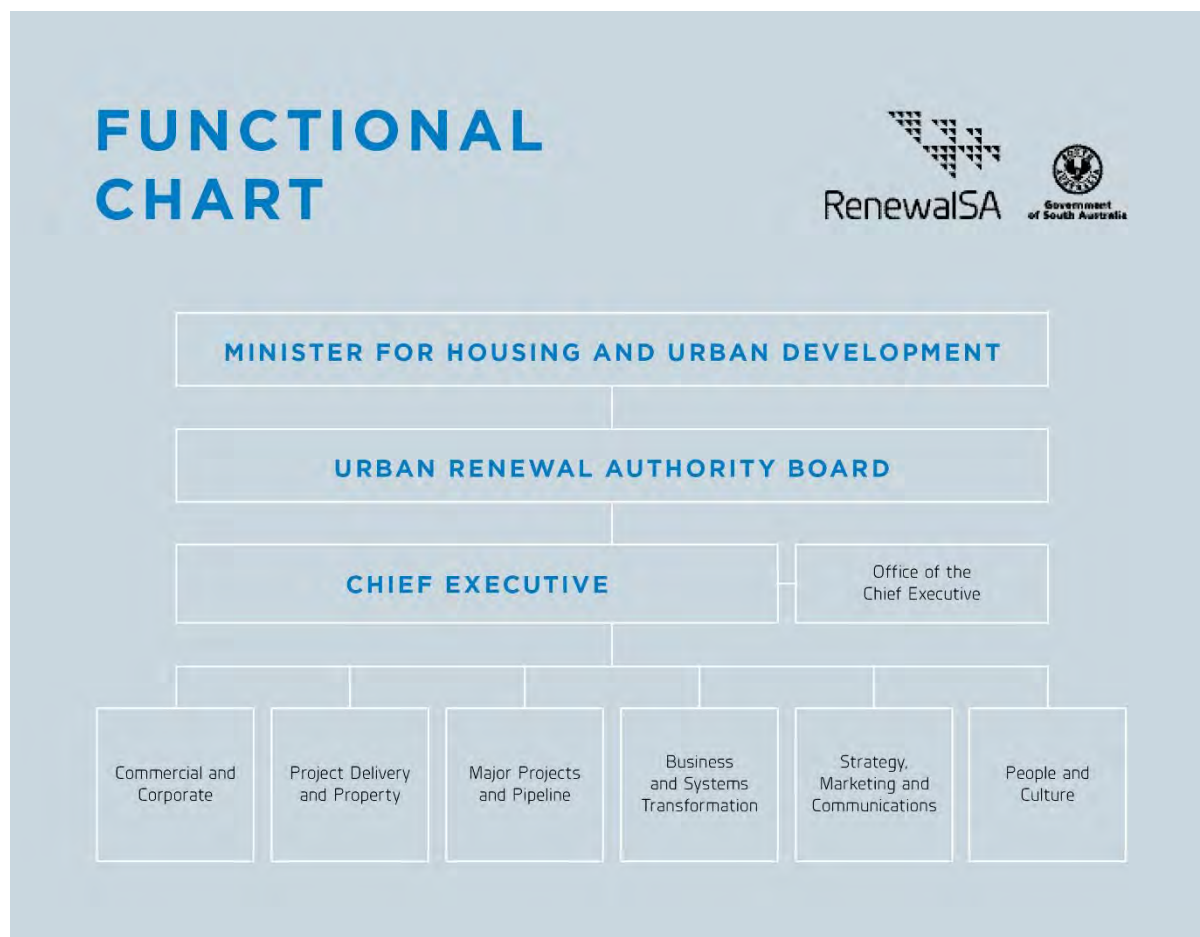 FUNCTIONAL
CHART
RenewalSA
Government
of South Australia
MINISTER FOR HOUSING AND URBAN DEVELOPMENT
URBAN RENEWAL AUTHORITY BOARD
CHIEF EXECUTIVE
Office of the
Chief Executive
Commercial and
Corporate
Project Delivery
and Property
Major Projects
and Pipeline
Business
and Systems
Transformation
Strategy,
Marketing and
Communications
People and
Culture